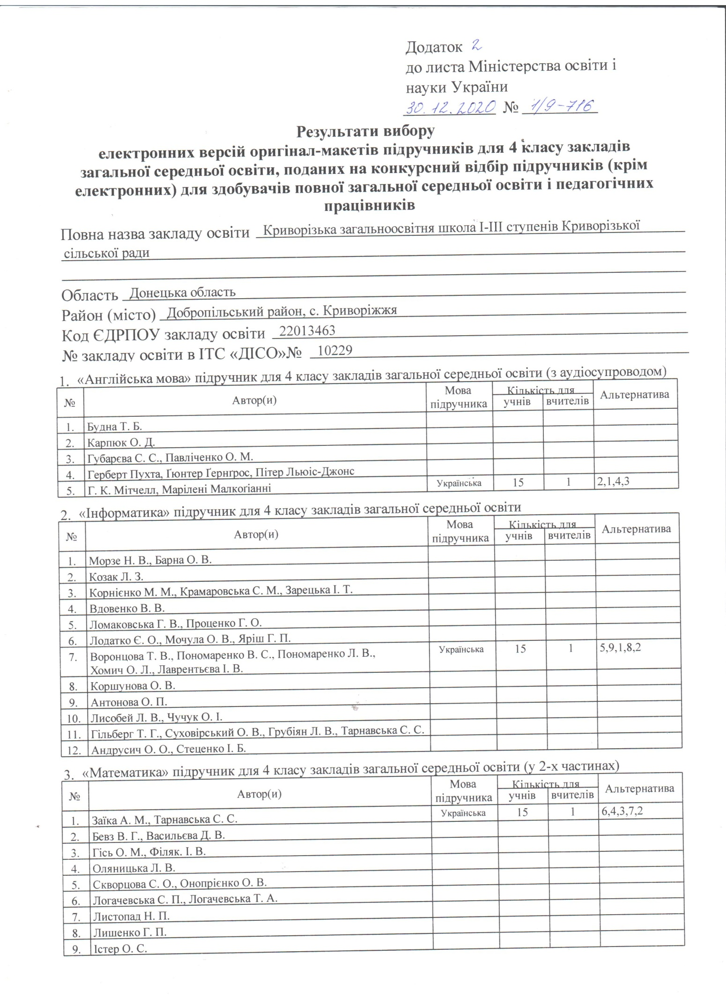 Додаток 2
до листа Міністерства освіти і
науки України
30.12.2020 № 1/9-716
Результати вибору
електронних версій оригінал-макетів підручників для 4 класу закладів
загальної середньої освіти, поданих на конкурсний відбір підручників (крім
електронних) для здобувачів повної загальної середньої освіти і педагогічних
працівників
Повна назва закладу освіти Криворізька загальноосвітня школа І-ІІІ ступенів Криворізької
сільської ради
Область Донецька область
Район (місто) Добропільський район, с. Криворіжжя
Код ЄДРПОУ закладу освіти 22013463
№ закладу освіти в ІТС «ДІСО»№ 10229
1. «Англійська мова» підручник для 4 класу закладів загальної середньої освіти (з аудіосупроводом)
№ Автор(и) Мова підручника Кількість для учнів вчителів Альтернатива
1. Будна Т. Б.
2. Карпюк О. Д.
3. Губарєва С. С., Павліченко О. М.
4. Герберт Пухта, Ґюнтер Ґернґрос, Пітер Льюіс-Джонс
5. Г. К. Мітчелл, Марілені Малкоґіанні Українська 15 1 2,1,4,3
2. «Інформатика» підручник для 4 класу закладів загальної середньої освіти
№ Автор(и) Мова підручника Кількість для учнів вчителів Альтернатива
1. Морзе Н. В., Барна О. В.
2. Козак Л. З.
3. Корнієнко М. М., Крамаровська С. М., Зарецька І. Т.
4. Вдовенко В. В.
5. Ломаковська Г. В., Проценко Г. О.
6. Лодатко Є. О., Мочула О. В., Яріш Г. П.
7. Воронцова Т. В., Пономаренко В. С., Пономаренко Л. В., Українська 15 1 5,9,1,8,2
Хомич О. Л., Лаврентьєва І. В.
8. Коршунова О. В.
9. Антонова О. П.
10. Лисобей Л. В., Чучук О. І.
11. Гільберг Т. Г., Суховірський О. В., Грубіян Л. В., Тарнавська С. С.
12. Андрусич О. О., Стеценко І. Б.
3. «Математика» підручник для 4 класу закладів загальної середньої освіти (у 2-х частинах)
№ Автор(и) Мова підручника Кількість для учнів вчителів Альтернатива
1. Заїка А. М., Тарнавська С. С. Українська 15 1 6,4,3,7,2
2. Бевз В. Г., Васильєва Д. В.
3. Гісь О. М., Філяк. І. В.
4. Оляницька Л. В.
5. Скворцова С. О., Онопрієнко О. В.
6. Логачевська С. П., Логачевська Т. А.
7. Листопад Н. П.
8. Лишенко Г. П.
9. Істер О. С.